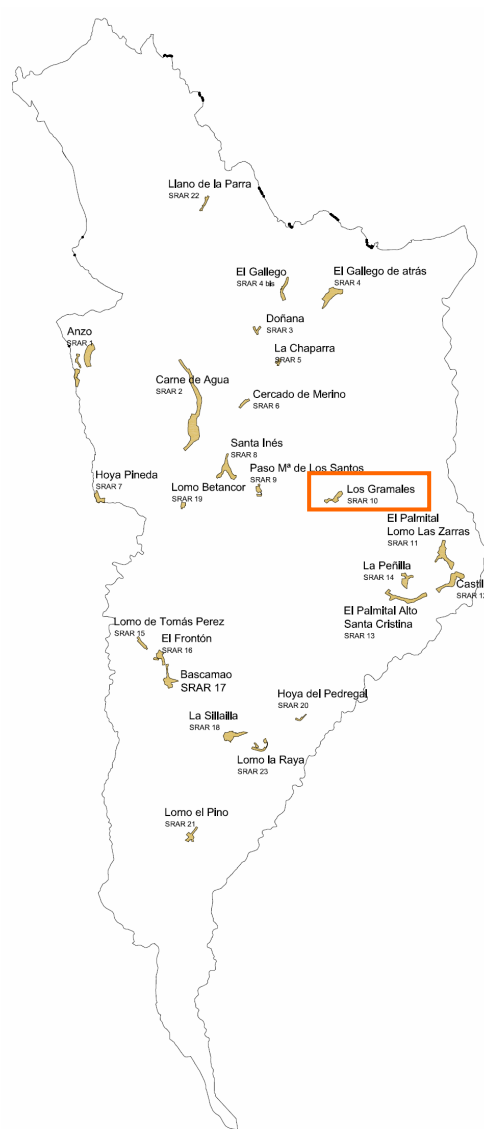 Llano de la Parra
SRAR 22
El Gallego
SRAR 4 bis
El Gallego de atrás
SRAR 4
Doñana
SRAR 3
Anzo
SRAR 1
La Chaparra
SRAR 5
Carne de Agua
SRAR 2
Cercado de Merino
SRAR 6
Santa Inés
SRAR 8
Paso Mª de Los Santos
SRAR 9
Hoya Pineda
SRAR 7
Lomo Betancor
SRAR 19
Los Gramales
SRAR 10
El Palmital
Lomo Las Zarras
SRAR 11
La Peñilla
SRAR 14
Castill
SRAR 12
El Palmital Alto
Santa Cristina
SRAR 13
Lomo de Tomás Perez
SRAR 15
El Frontón
SRAR 16
Bascamao
SRAR 17
Hoya del Pedregal
SRAR 20
La Sillailla
SRAR 18
Lomo la Raya
SRAR 23
Lomo el Pino
SRAR 21